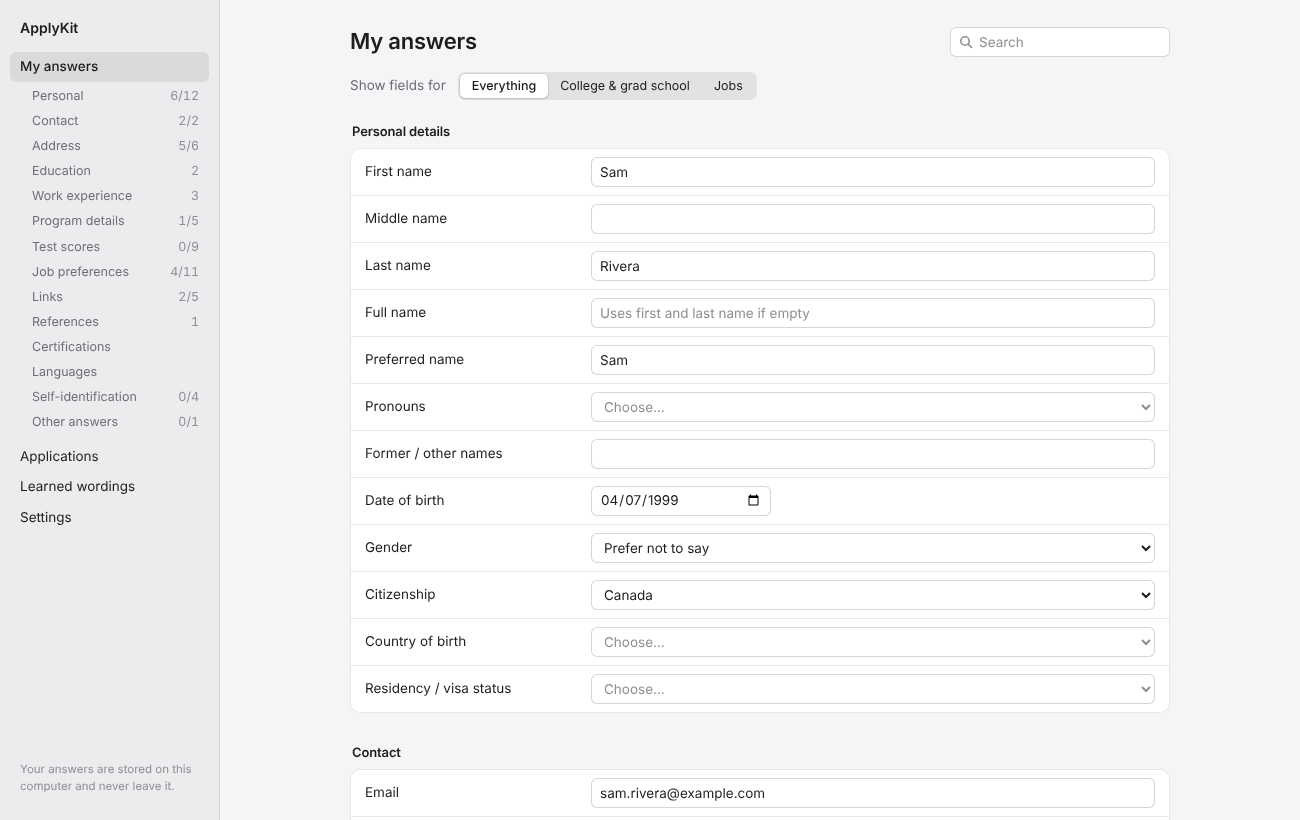 ApplyKit
My answers
Personal 6/12
Contact 2/2
Address 5/6
Education 2
Work experience 3
Program details 1/5
Test scores 0/9
Job preferences 4/11
Links 2/5
References 1
Certifications
Languages
Self-identification 0/4
Other answers 0/1
Applications
Learned wordings
Settings
Your answers are stored on this
computer and never leave it.
My answers
Search
Show fields for Everything College & grad school Jobs
Personal details
First name Sam
Middle name
Last name Rivera
Full name Uses first and last name if empty
Preferred name Sam
Pronouns Choose...
Former / other names
Date of birth 04/07/1999
Gender Prefer not to say
Citizenship Canada
Country of birth Choose...
Residency / visa status Choose...
Contact
Email sam.rivera@example.com